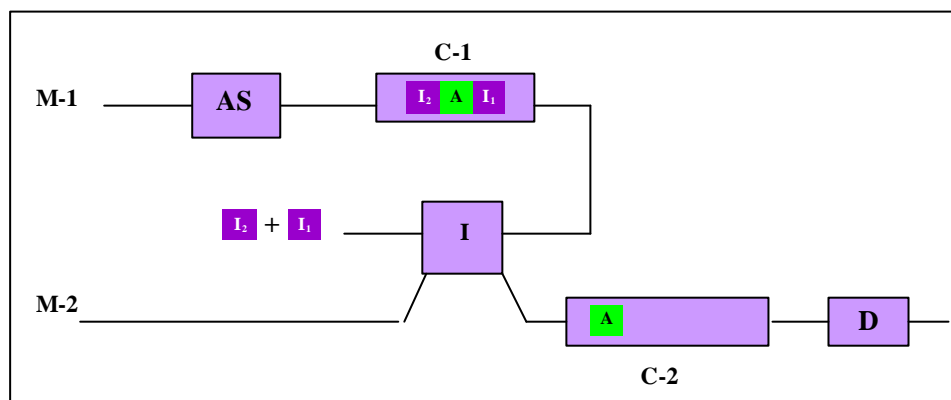 C-1
M-1 AS I₂ A I₁
I₂ + I₁ I
M-2
A D
C-2